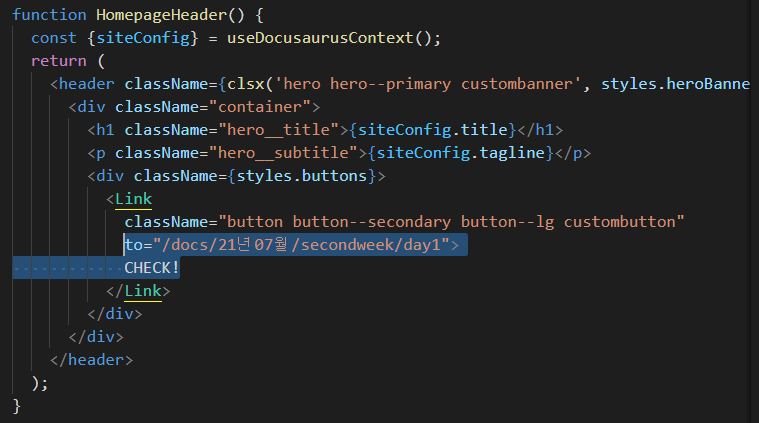 function HomepageHeader() {
  const {siteConfig} = useDocusaurusContext();
  return (
    <header className={clsx('hero hero--primary custombanner', styles.heroBanne
      <div className="container">
        <h1 className="hero__title">{siteConfig.title}</h1>
        <p className="hero__subtitle">{siteConfig.tagline}</p>
        <div className={styles.buttons}>
          <Link
            className="button button--secondary button--lg custombutton"
            to="/docs/21년07월/secondweek/day1">
            CHECK!
          </Link>
        </div>
      </div>
    </header>
  );
}